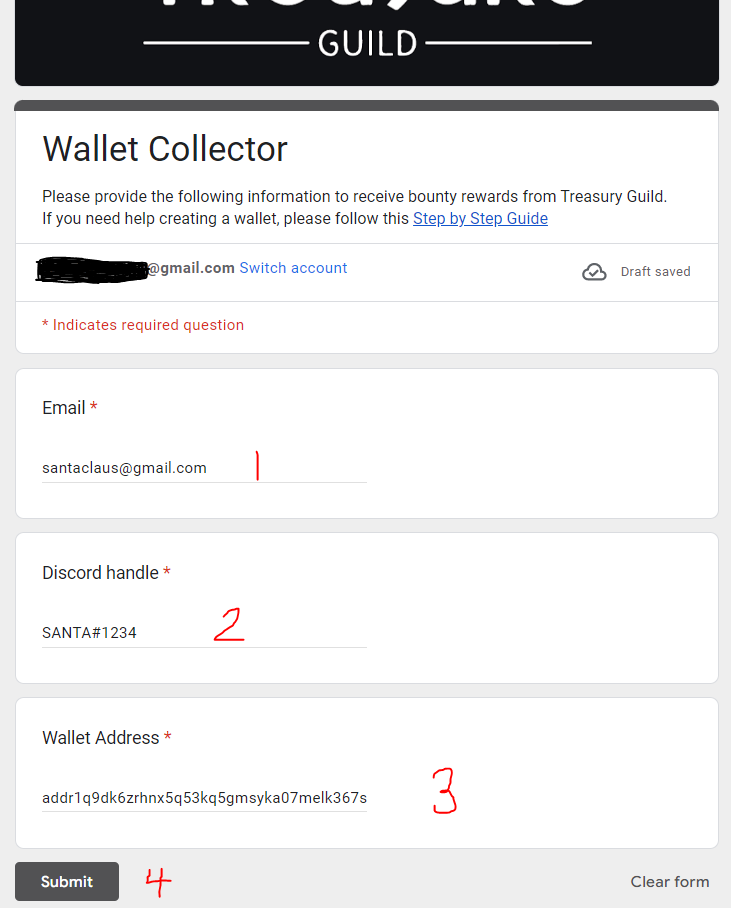 GUILD
Wallet Collector
Please provide the following information to receive bounty rewards from Treasury Guild.
If you need help creating a wallet, please follow this Step by Step Guide
@gmail.com Switch account
Draft saved
* Indicates required question
Email *
santaclaus@gmail.com 1
Discord handle *
SANTA#1234 2
Wallet Address *
addr1q9dk6zrhnx5q53kq5gmsyka07melk367s 3
Submit 4
Clear form